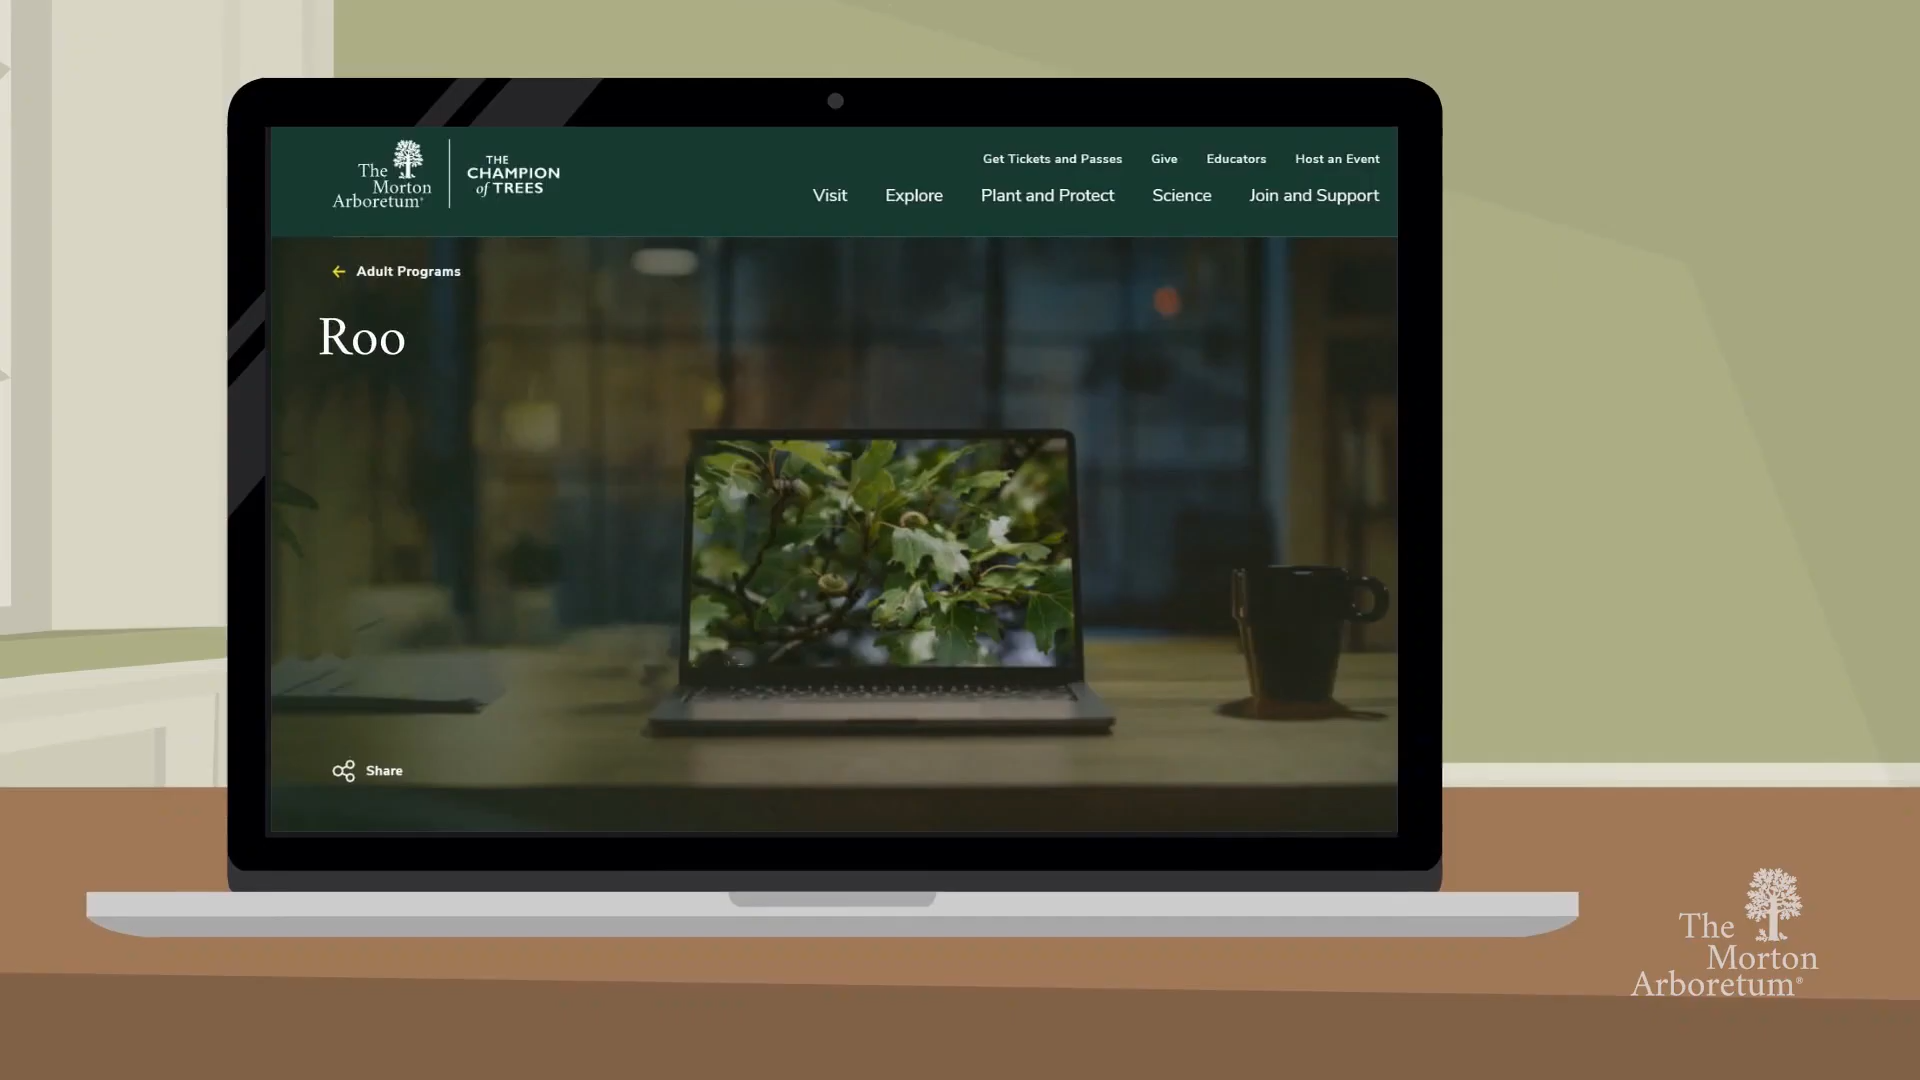 The
Morton
Arboretum®
THE
CHAMPION
of TREES
Get Tickets and Passes Give Educators Host an Event
Visit Explore Plant and Protect Science Join and Support
Adult Programs
Roo
Share
The
Morton
Arboretum®